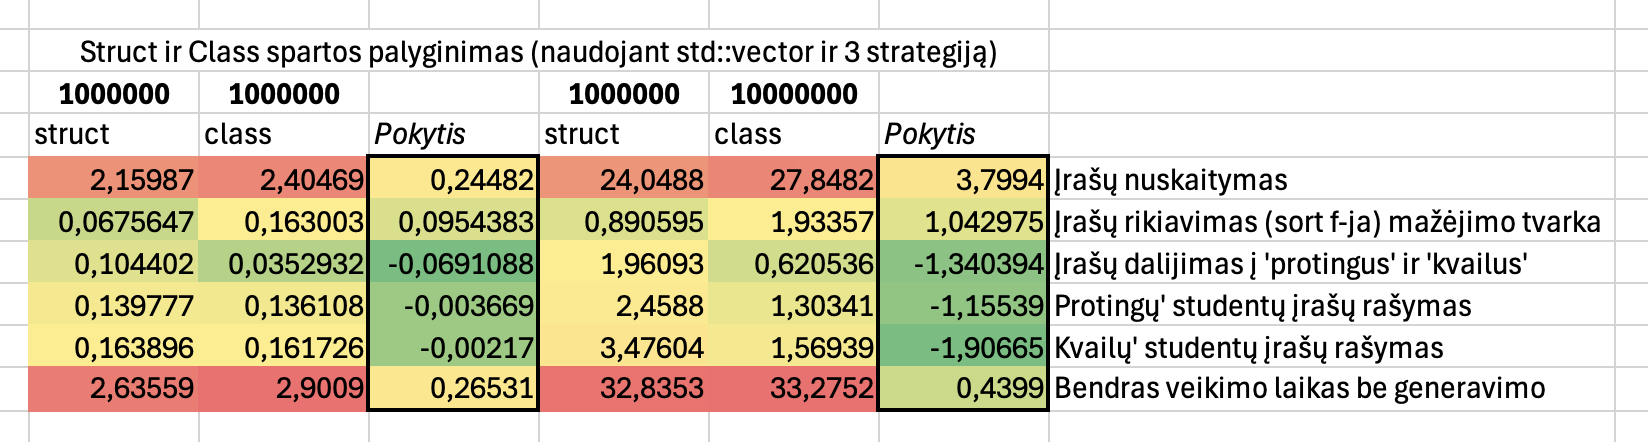 Struct ir Class spartos palyginimas (naudojant std::vector ir 3 strategiją)
1000000 1000000 1000000 10000000
struct class Pokytis struct class Pokytis
2,15987 2,40469 0,24482 24,0488 27,8482 3,7994 Įrašų nuskaitymas
0,0675647 0,163003 0,0954383 0,890595 1,93357 1,042975 Įrašų rikiavimas (sort f-ja) mažėjimo tvarka
0,104402 0,0352932 -0,0691088 1,96093 0,620536 -1,340394 Įrašų dalijimas į 'protingus' ir 'kvailus'
0,139777 0,136108 -0,003669 2,4588 1,30341 -1,15539 Protingų' studentų įrašų rašymas
0,163896 0,161726 -0,00217 3,47604 1,56939 -1,90665 Kvailų' studentų įrašų rašymas
2,63559 2,9009 0,26531 32,8353 33,2752 0,4399 Bendras veikimo laikas be generavimo